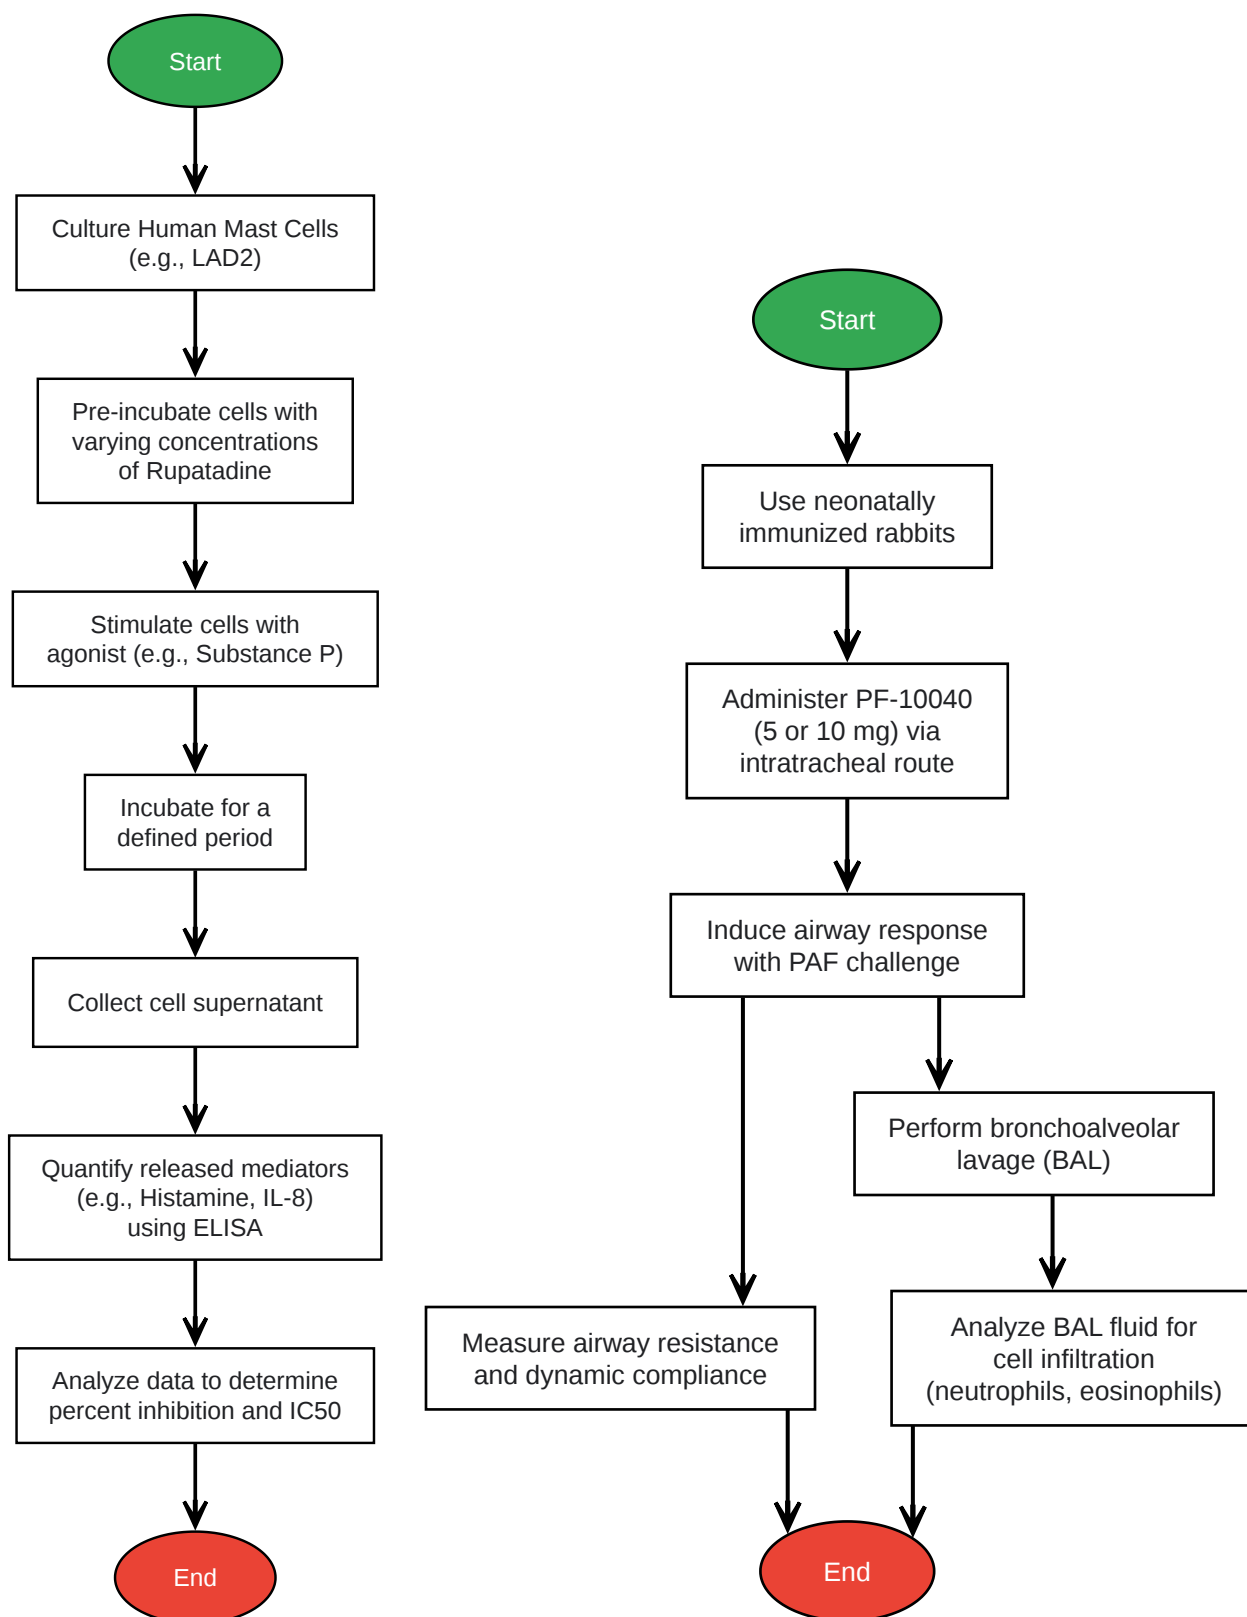 Start
Culture Human Mast Cells
(e.g., LAD2)
Pre-incubate cells with
varying concentrations
of Rupatadine
Stimulate cells with
agonist (e.g., Substance P)
Incubate for a
defined period
Collect cell supernatant
Quantify released mediators
(e.g., Histamine, IL-8)
using ELISA
Analyze data to determine
percent inhibition and IC50
End
Start
Use neonatally
immunized rabbits
Administer PF-10040
(5 or 10 mg) via
intratracheal route
Induce airway response
with PAF challenge
Perform bronchoalveolar
lavage (BAL)
Measure airway resistance
and dynamic compliance
Analyze BAL fluid for
cell infiltration
(neutrophils, eosinophils)
End